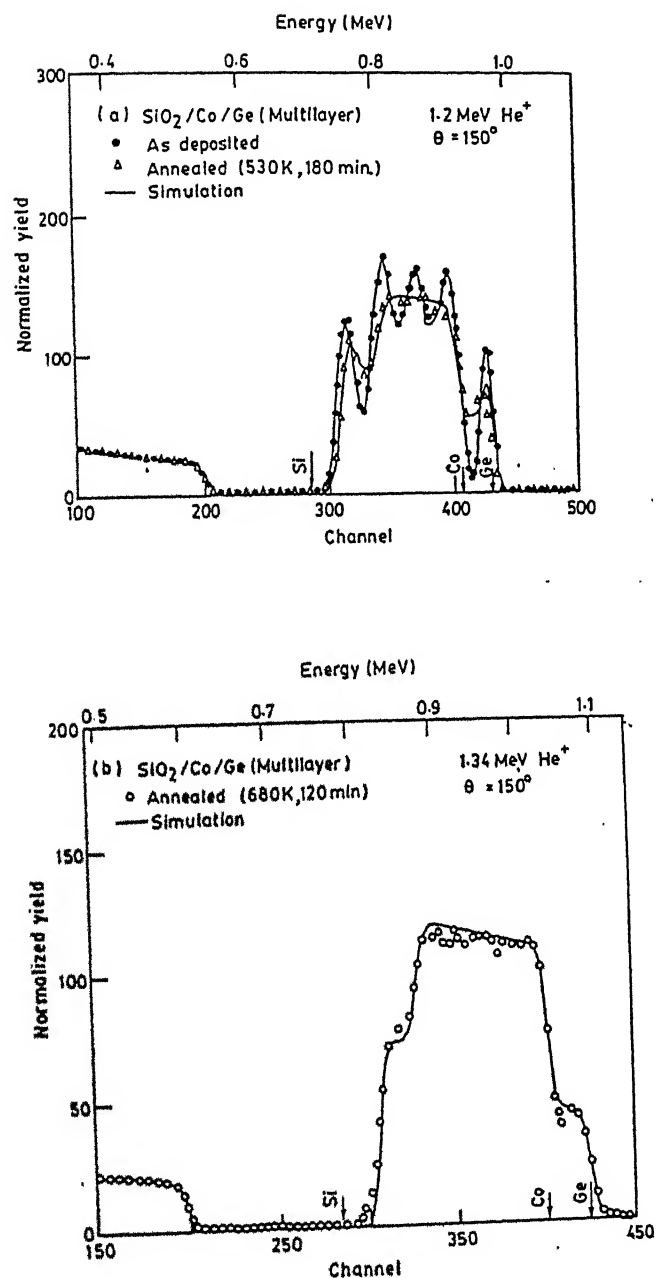 Energy (MeV)
0.4 0.6 0.8 1.0
300
200
100
0
Normalized yield
(a) SiO2/Co/Ge (Multilayer)
● As deposited
△ Annealed (530K, 180 min.)
— Simulation
1.2 MeV He+
θ = 150°
Si
Co
Ge
100 200 300 400 500
Channel
Energy (MeV)
0.5 0.7 0.9 1.1
200
150
100
50
0
Normalized yield
(b) SiO2/Co/Ge (Multilayer)
○ Annealed (680K, 120min)
— Simulation
1.34 MeV He+
θ = 150°
Si
Co
Ge
150 250 350 450
Channel